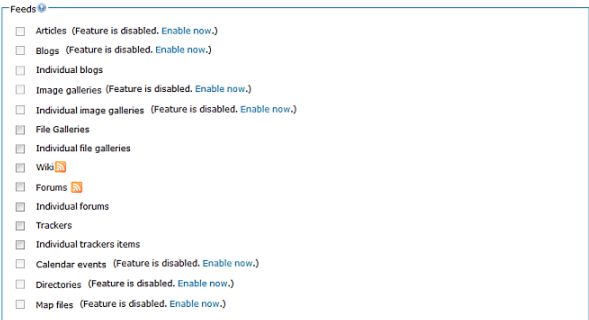 Feeds
Articles (Feature is disabled. Enable now.)
Blogs (Feature is disabled. Enable now.)
Individual blogs
Image galleries (Feature is disabled. Enable now.)
Individual image galleries (Feature is disabled. Enable now.)
File Galleries
Individual file galleries
Wiki
Forums
Individual forums
Trackers
Individual trackers items
Calendar events (Feature is disabled. Enable now.)
Directories (Feature is disabled. Enable now.)
Map files (Feature is disabled. Enable now.)